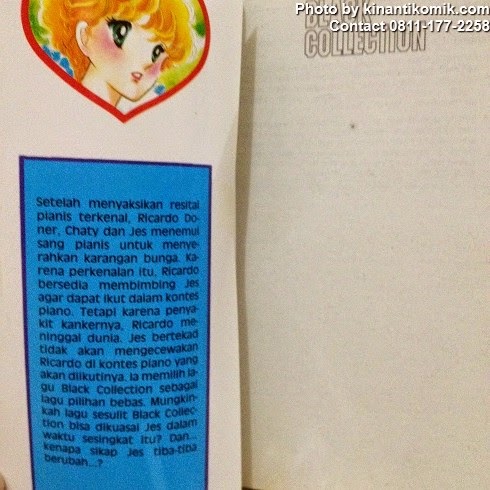 Photo by kinantikomik.com
Contact 0811-177-2258
COLLECTION
Setelah menyaksikan resital
pianis terkenal, Ricardo Do-
ner, Chaty dan Jes menemui
sang pianis untuk menye-
rahkan karangan bunga. Ka-
rena perkenalan itu, Ricardo
bersedia membimbing Jes
agar dapat ikut dalam kontes
piano. Tetapi karena penya-
kit kankernya, Ricardo me-
ninggal dunia. Jes bertekad
tidak akan mengecewakan
Ricardo di kontes piano yang
akan diikutinya. Ia memilih la-
gu Black Collection sebagai
lagu pilihan bebas. Mungkin-
kah lagu sesulit Black Collec-
tion bisa dikuasai Jes dalam
waktu sesingkat itu? Dan...
kenapa sikap Jes tiba-tiba
berubah...?